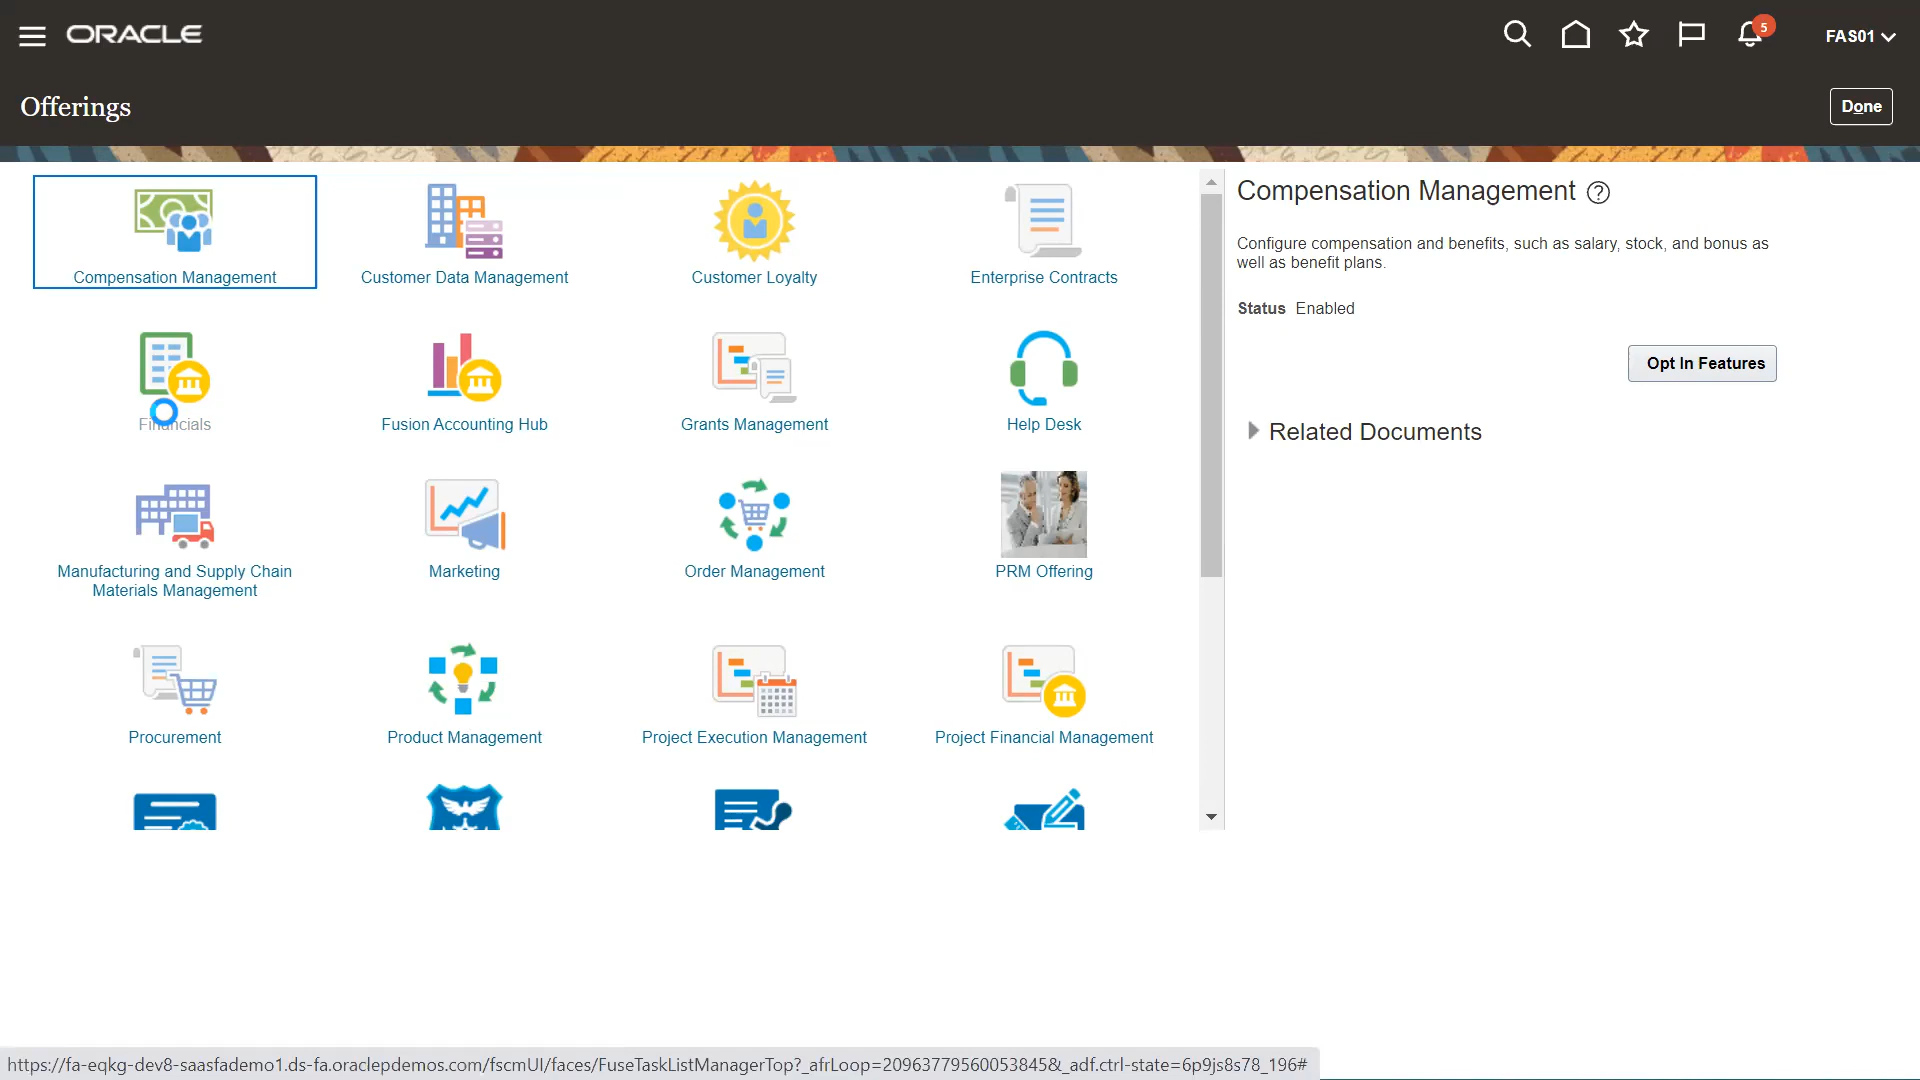 ORACLE
5
FAS01
Offerings
Done
Compensation Management
Customer Data Management
Customer Loyalty
Enterprise Contracts
Financials
Fusion Accounting Hub
Grants Management
Help Desk
Manufacturing and Supply Chain
Materials Management
Marketing
Order Management
PRM Offering
Procurement
Product Management
Project Execution Management
Project Financial Management
Compensation Management
Configure compensation and benefits, such as salary, stock, and bonus as
well as benefit plans.
Status Enabled
Opt In Features
Related Documents
https://fa-eqkg-dev8-saasfademo1.ds-fa.oraclepdemos.com/fscmUI/faces/FuseTaskListManagerTop?_afrLoop=2096377956005384​5&_adf.ctrl-state=6p9js8s78_196#